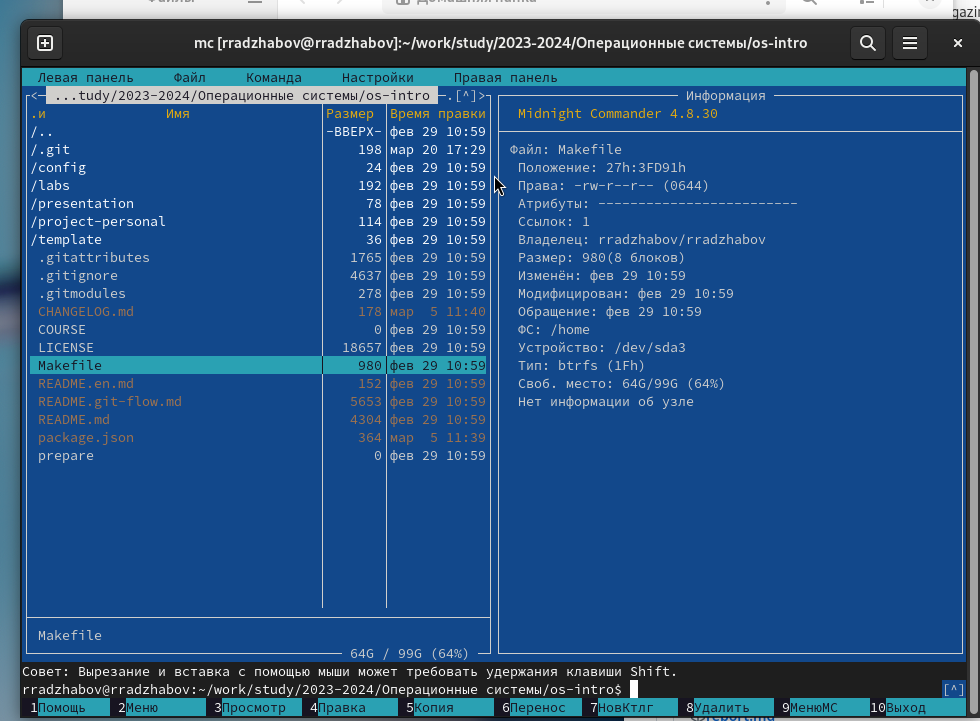 Домашняя папка
gazin
mc [rradzhabov@rradzhabov]:~/work/study/2023-2024/Операционные системы/os-intro
Левая панель Файл Команда Настройки Правая панель
<─ ...tudy/2023-2024/Операционные системы/os-intro ─.[^]>
.и Имя Размер Время правки
/.. -ВВЕРХ- фев 29 10:59
/.git 198 мар 20 17:29
/config 24 фев 29 10:59
/labs 192 фев 29 10:59
/presentation 78 фев 29 10:59
/project-personal 114 фев 29 10:59
/template 36 фев 29 10:59
.gitattributes 1765 фев 29 10:59
.gitignore 4637 фев 29 10:59
.gitmodules 278 фев 29 10:59
CHANGELOG.md 178 мар 5 11:40
COURSE 0 фев 29 10:59
LICENSE 18657 фев 29 10:59
Makefile 980 фев 29 10:59
README.en.md 152 фев 29 10:59
README.git-flow.md 5653 фев 29 10:59
README.md 4304 фев 29 10:59
package.json 364 мар 5 11:39
prepare 0 фев 29 10:59
Makefile
64G / 99G (64%)
Информация
Midnight Commander 4.8.30
Файл: Makefile
Положение: 27h:3FD91h
Права: -rw-r--r-- (0644)
Атрибуты: -------------------------
Ссылок: 1
Владелец: rradzhabov/rradzhabov
Размер: 980(8 блоков)
Изменён: фев 29 10:59
Модифицирован: фев 29 10:59
Обращение: фев 29 10:59
ФС: /home
Устройство: /dev/sda3
Тип: btrfs (1Fh)
Своб. место: 64G/99G (64%)
Нет информации об узле
Совет: Вырезание и вставка с помощью мыши может требовать удержания клавиши Shift.
rradzhabov@rradzhabov:~/work/study/2023-2024/Операционные системы/os-intro$ [^]
1Помощь 2Меню 3Просмотр 4Правка 5Копия 6Перенос 7НовКтлг 8Удалить 9МенюМС 10Выход